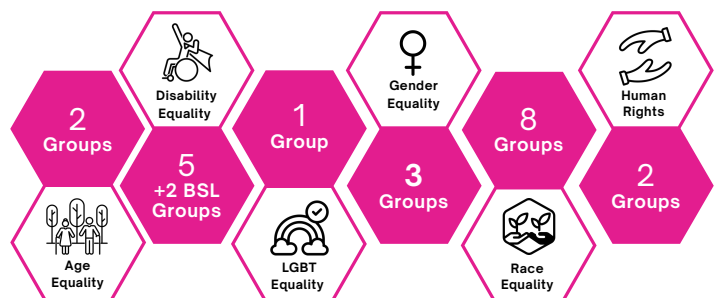 2
Groups
Age
Equality
Disability
Equality
5
+2 BSL
Groups
1
Group
LGBT
Equality
Gender
Equality
3
Groups
8
Groups
Race
Equality
Human
Rights
2
Groups